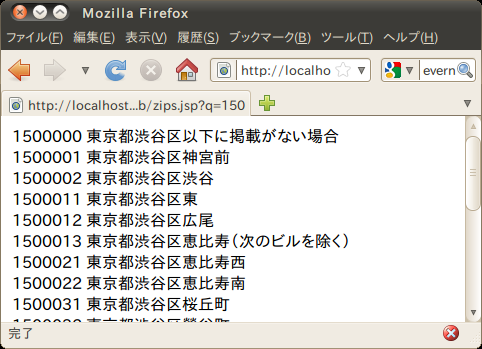 Mozilla Firefox
ファイル(F) 編集(E) 表示(V) 履歴(S) ブックマーク(B) ツール(T) ヘルプ(H)
http://localho evern
http://localhost...b/zips.jsp?q=150
1500000 東京都渋谷区以下に掲載がない場合
1500001 東京都渋谷区神宮前
1500002 東京都渋谷区渋谷
1500011 東京都渋谷区東
1500012 東京都渋谷区広尾
1500013 東京都渋谷区恵比寿(次のビルを除く)
1500021 東京都渋谷区恵比寿西
1500022 東京都渋谷区恵比寿南
1500031 東京都渋谷区桜丘町
完了